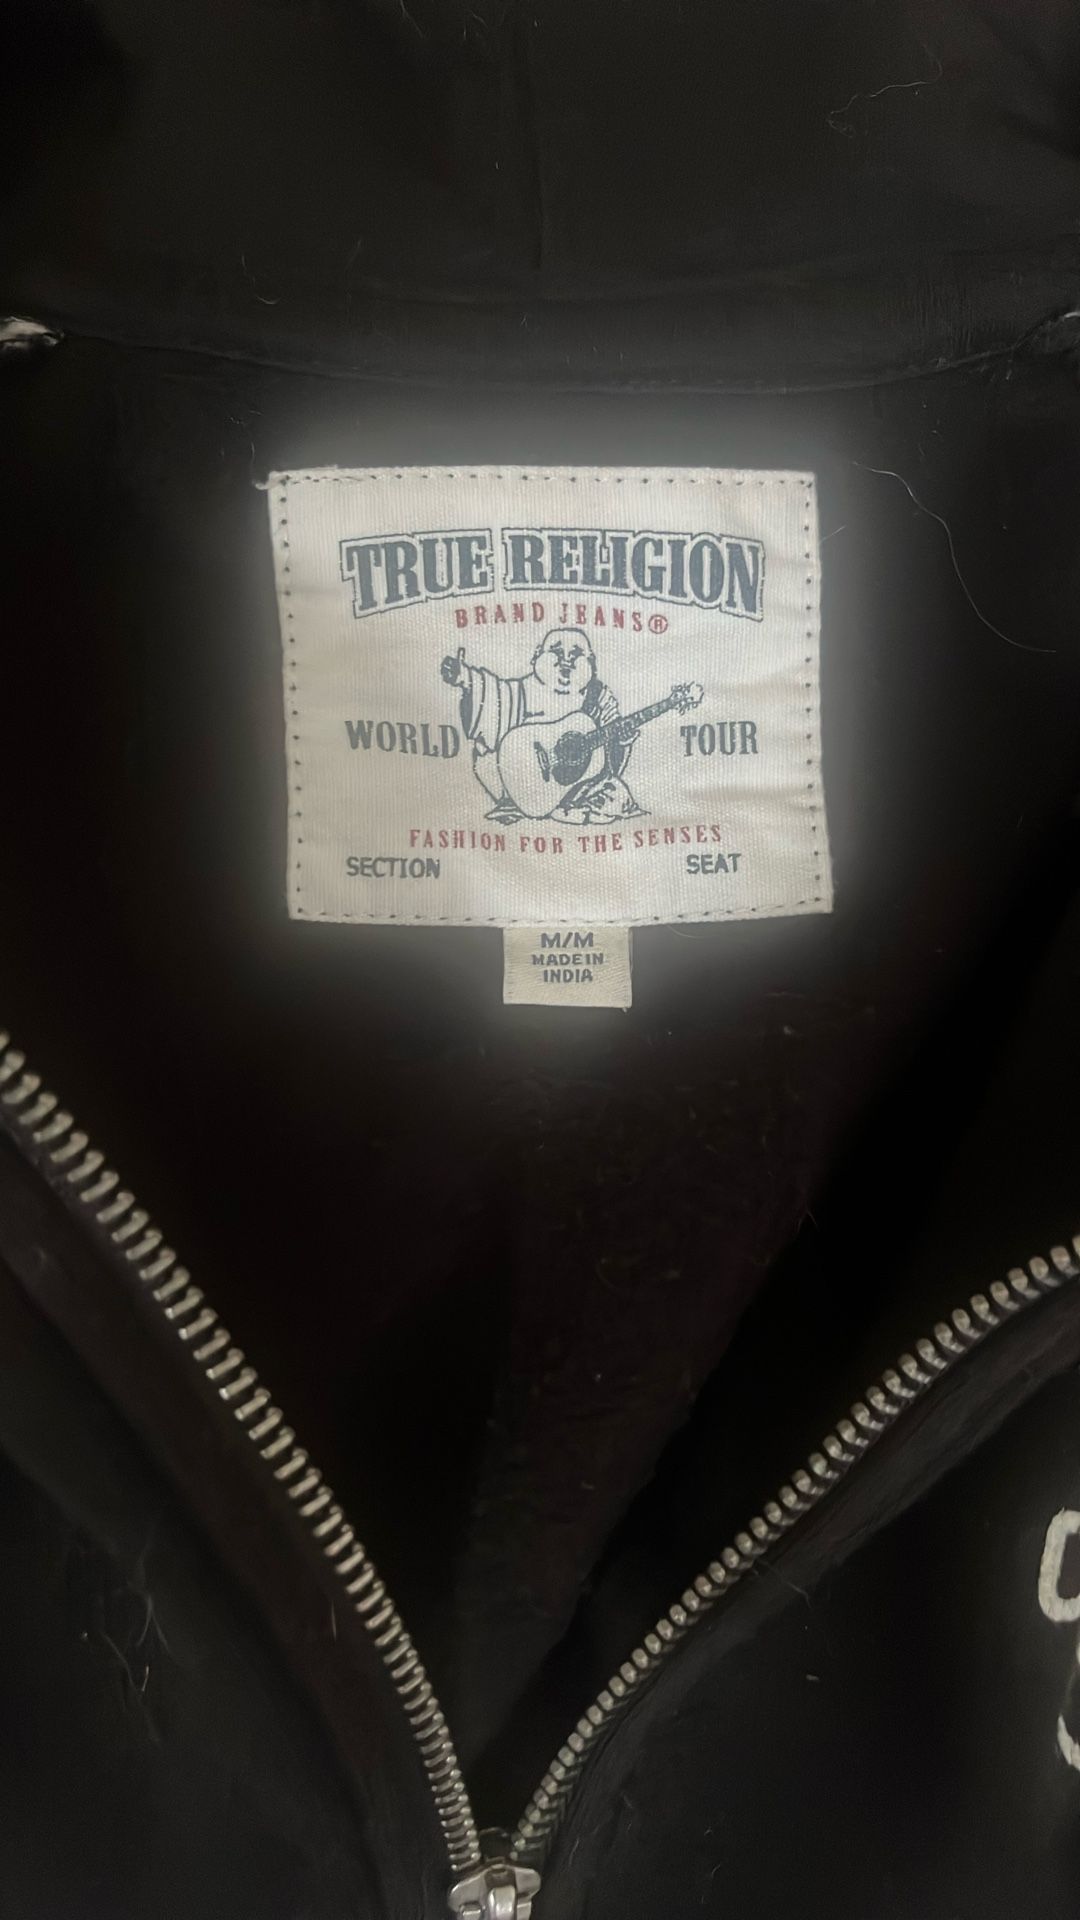 TRUE RELIGION
BRAND JEANS®
WORLD TOUR
FASHION FOR THE SENSES
SECTION SEAT
M/M
MADE IN
INDIA